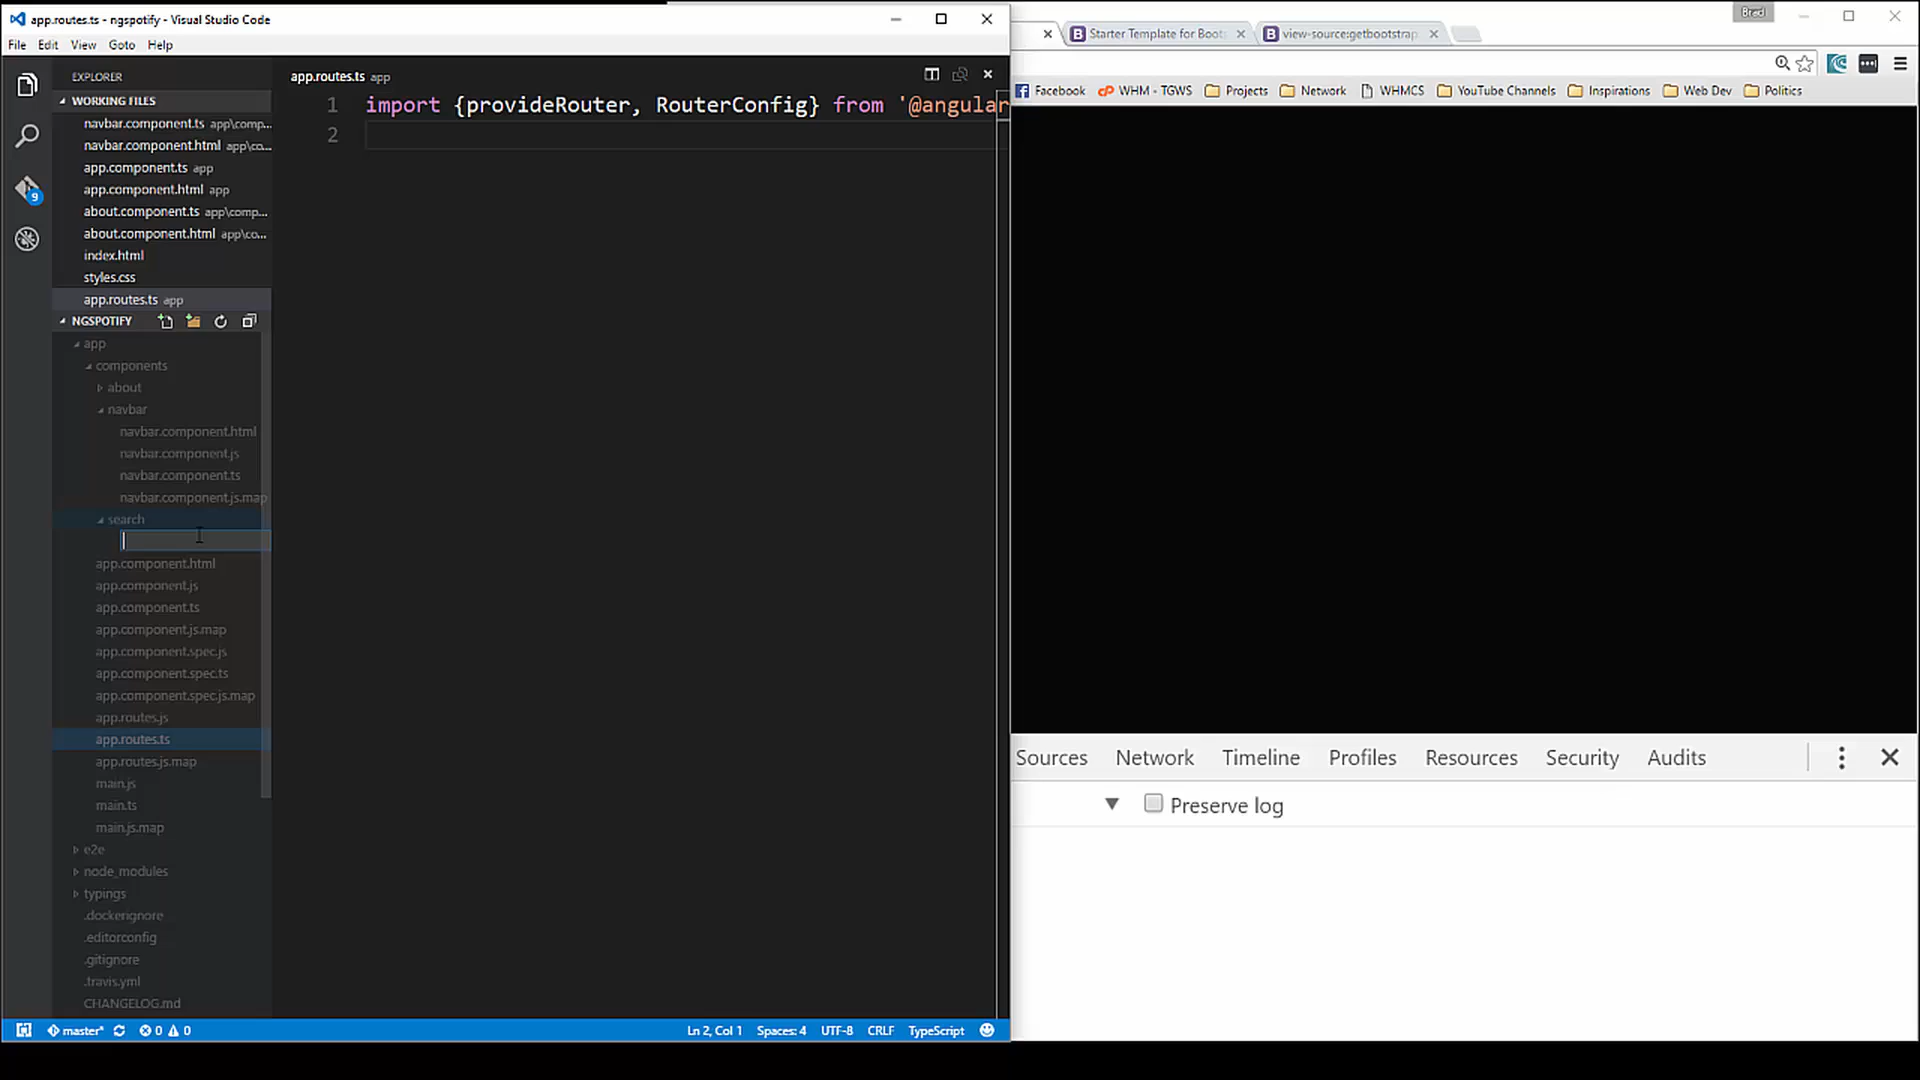 app.routes.ts - ngspotify - Visual Studio Code
File Edit View Goto Help
EXPLORER
WORKING FILES
navbar.component.ts app\comp...
navbar.component.html app\co...
app.component.ts app
app.component.html app
about.component.ts app\comp...
about.component.html app\co...
index.html
styles.css
app.routes.ts app
NGSPOTIFY
app
components
about
navbar
navbar.component.html
navbar.component.js
navbar.component.ts
navbar.component.js.map
search
app.component.html
app.component.js
app.component.ts
app.component.js.map
app.component.spec.js
app.component.spec.ts
app.component.spec.js.map
app.routes.js
app.routes.ts
app.routes.js.map
main.js
main.ts
main.js.map
e2e
node_modules
typings
.dockerignore
.editorconfig
.gitignore
.travis.yml
CHANGELOG.md
9
app.routes.ts app
1 import {provideRouter, RouterConfig} from '@angular
2
master* 0 0 Ln 2, Col 1 Spaces: 4 UTF-8 CRLF TypeScript
Brad
Starter Template for Boot
view-source:getbootstrap
Facebook WHM - TGWS Projects Network WHMCS YouTube Channels Inspirations Web Dev Politics
Sources Network Timeline Profiles Resources Security Audits
Preserve log